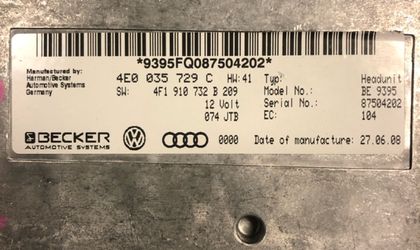 *9395FQ087504202*
Manufactured by:
Harman/Becker
Automotive Systems
Germany
4E0 035 729 C HW: 41 Typ: Headunit
SW: 4F1 910 732 B 209 Model No.: BE 9395
12 Volt Serial No.: 87504202
074 JTB EC: 104
BECKER
AUTOMOTIVE SYSTEMS
0000 Date of manufacture: 27.06.08